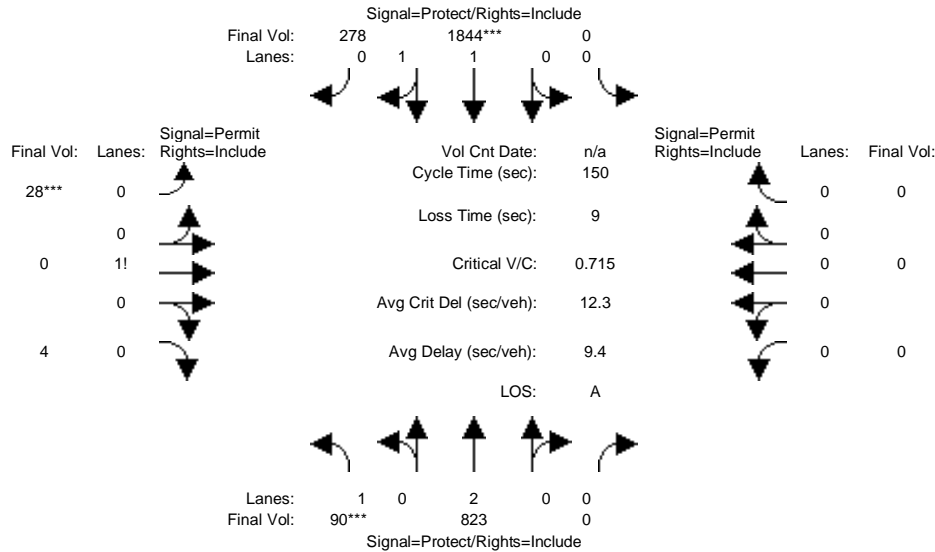 Signal=Protect/Rights=Include
Final Vol: 278 1844*** 0
Lanes: 0 1 1 0 0
Signal=Permit
Final Vol: Lanes: Rights=Include
Vol Cnt Date: n/a
Signal=Permit
Rights=Include Lanes: Final Vol:
Cycle Time (sec): 150
28*** 0
0 0
Loss Time (sec): 9
0
0
0 1!
Critical V/C: 0.715
0 0
0
Avg Crit Del (sec/veh): 12.3
0
4 0
Avg Delay (sec/veh): 9.4
0 0
LOS: A
Lanes: 1 0 2 0 0
Final Vol: 90*** 823 0
Signal=Protect/Rights=Include